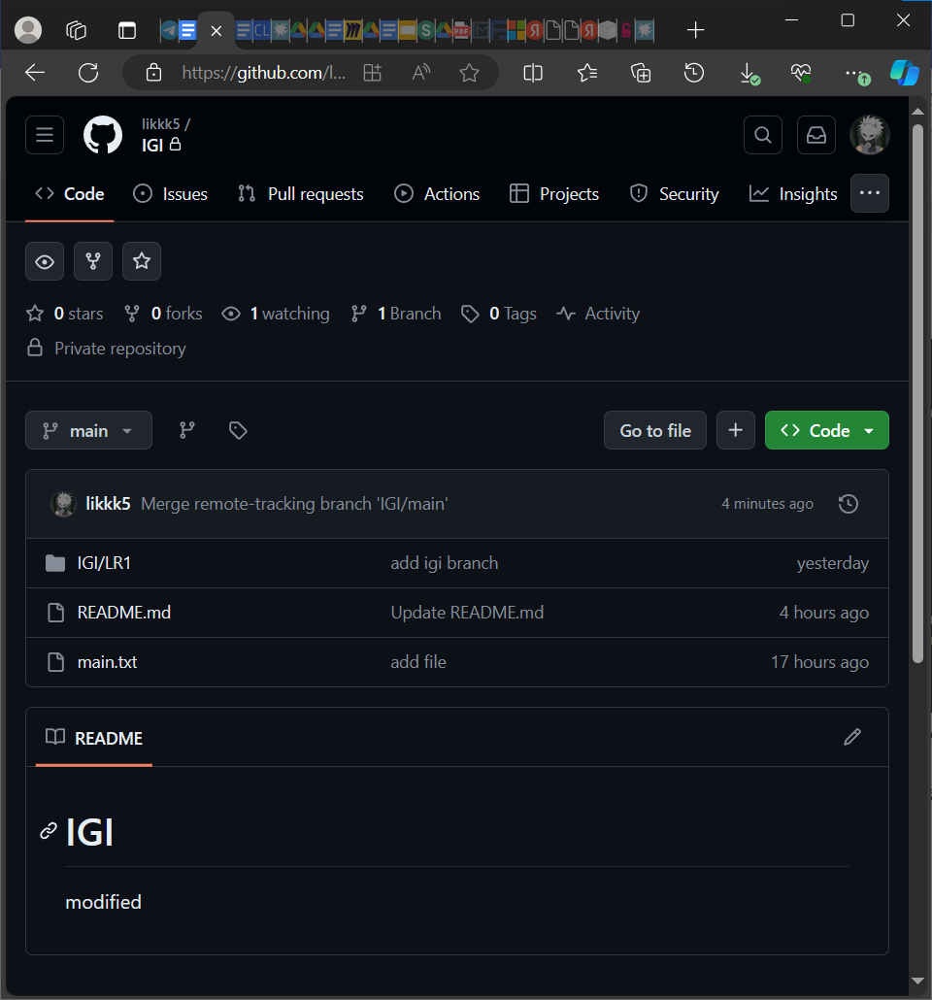 https://github.com/l...
likkk5 /
IGI
Code Issues Pull requests Actions Projects Security Insights
0 stars 0 forks 1 watching 1 Branch 0 Tags Activity
Private repository
main Go to file Code
likkk5 Merge remote-tracking branch 'IGI/main' 4 minutes ago
IGI/LR1 add igi branch yesterday
README.md Update README.md 4 hours ago
main.txt add file 17 hours ago
README
IGI
modified